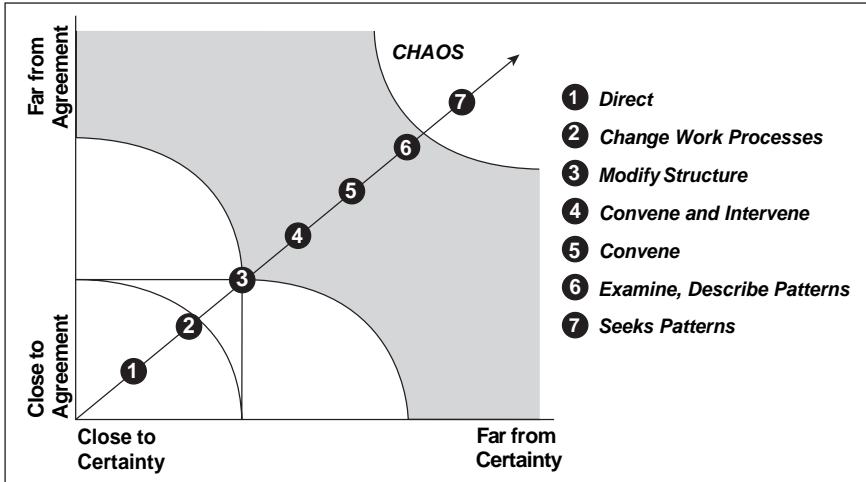 Far from
Agreement
Close to
Agreement
CHAOS
7
6
5
4
3
2
1
Close to
Certainty
Far from
Certainty
1 Direct
2 Change Work Processes
3 Modify Structure
4 Convene and Intervene
5 Convene
6 Examine, Describe Patterns
7 Seeks Patterns